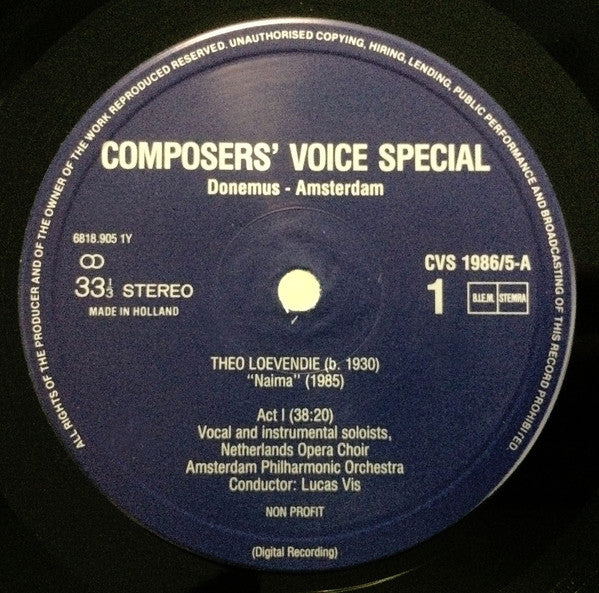 ALL RIGHTS OF THE PRODUCER AND OF THE OWNER OF THE WORK REPRODUCED RESERVED. UNAUTHORISED COPYING, HIRING, LENDING, PUBLIC PERFORMANCE AND BROADCASTING OF THIS RECORD PROHIBITED.
COMPOSERS' VOICE SPECIAL
Donemus - Amsterdam
6818.905 1Y
33 1/3 STEREO
MADE IN HOLLAND
CVS 1986/5-A
1 B.I.E.M. STEMRA
THEO LOEVENDIE (b. 1930)
"Naima" (1985)
Act I (38:20)
Vocal and instrumental soloists,
Netherlands Opera Choir
Amsterdam Philharmonic Orchestra
Conductor: Lucas Vis
NON PROFIT
(Digital Recording)